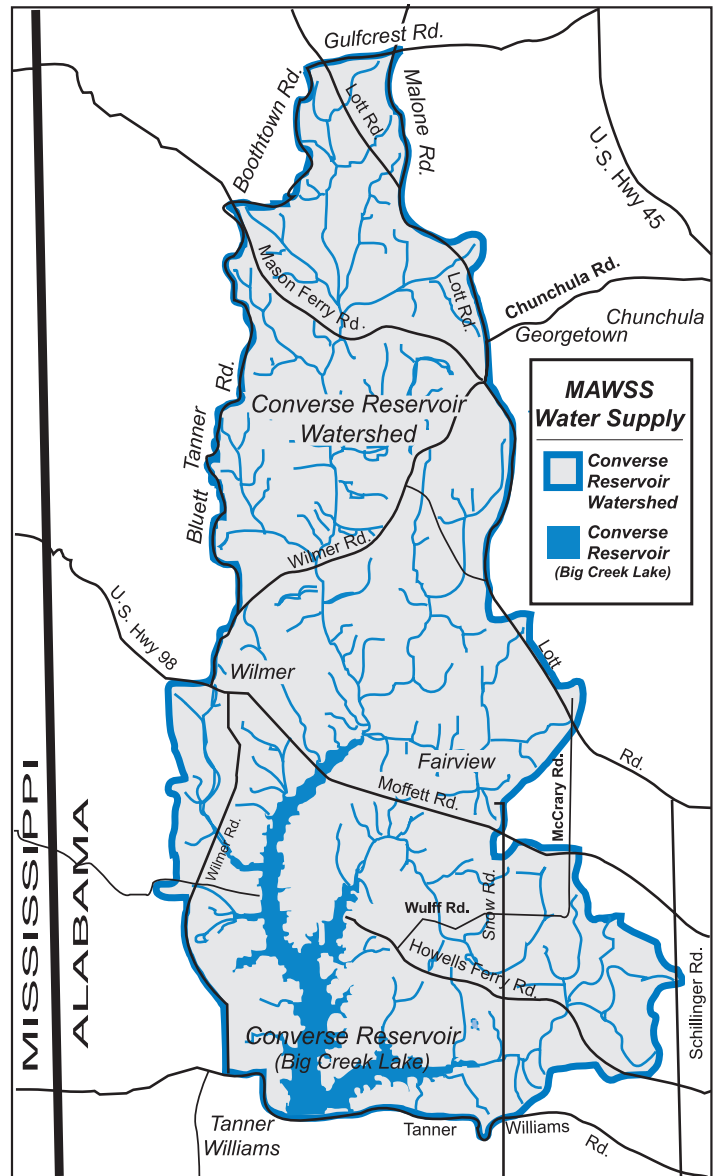 Gulfcrest Rd.
Boothtown Rd.
Lott Rd.
Malone Rd.
U.S. Hwy 45
Mason Ferry Rd.
Lott Rd.
Chunchula Rd.
Chunchula
Georgetown
MAWSS
Water Supply
Converse
Reservoir
Watershed
Converse
Reservoir
(Big Creek Lake)
Converse Reservoir
Watershed
Bluett Tanner Rd.
Wilmer Rd.
U.S. Hwy 98
Wilmer
Lott Rd.
Fairview
Moffett Rd.
McCrary Rd.
Wilmer Rd.
Wulff Rd.
Snow Rd.
Howells Ferry Rd.
Schillinger Rd.
MISSISSIPPI
ALABAMA
Converse Reservoir
(Big Creek Lake)
Tanner
Williams
Tanner Williams Rd.